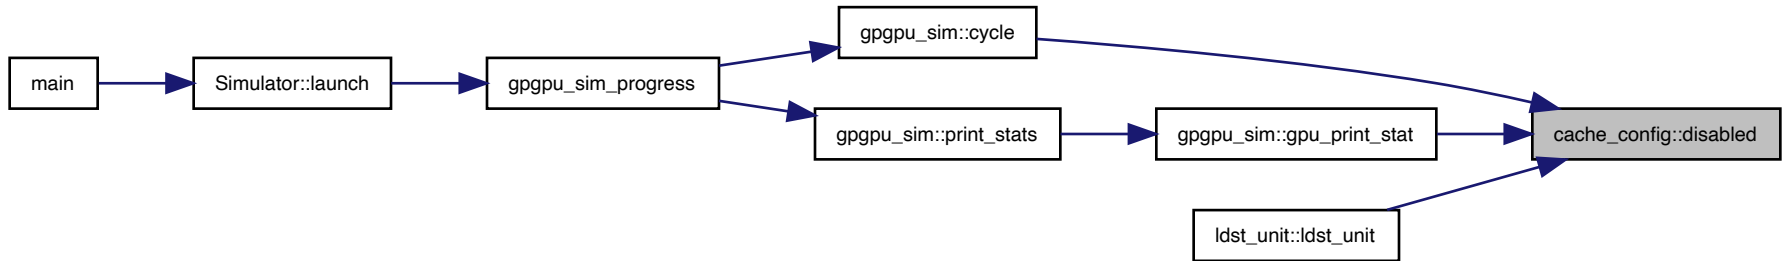 main
Simulator::launch
gpgpu_sim_progress
gpgpu_sim::cycle
gpgpu_sim::print_stats
gpgpu_sim::gpu_print_stat
ldst_unit::ldst_unit
cache_config::disabled